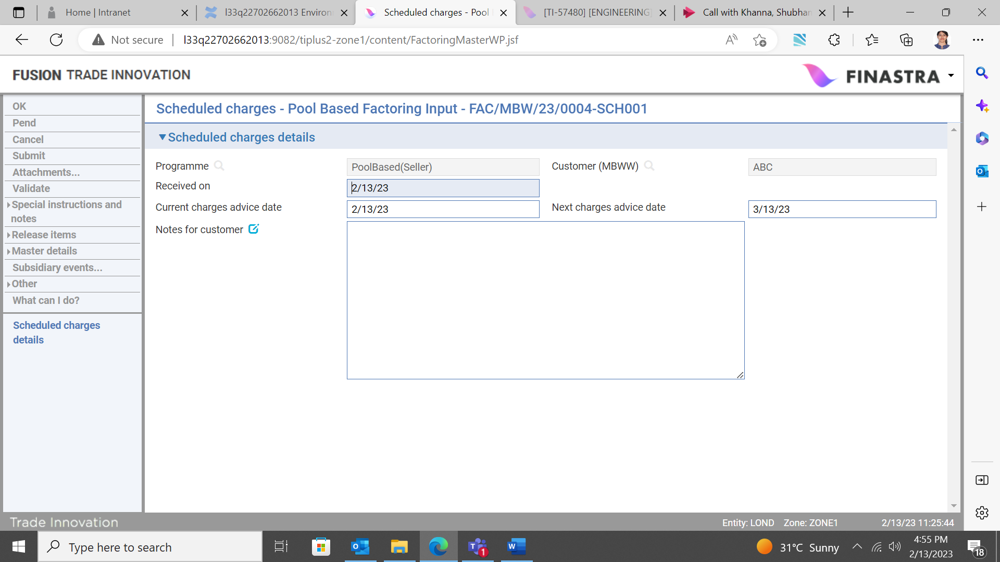 Home | Intranet
l33q22702662013 Environ
Scheduled charges - Pool
[TI-57480] [ENGINEERING]
Call with Khanna, Shubhan
Not secure
l33q22702662013:9082/tiplus2-zone1/content/FactoringMasterWP.jsf
FUSION TRADE INNOVATION
FINASTRA
OK
Pend
Cancel
Submit
Attachments...
Validate
Special instructions and
notes
Release items
Master details
Subsidiary events...
Other
What can I do?
Scheduled charges
details
Scheduled charges - Pool Based Factoring Input - FAC/MBW/23/0004-SCH001
Scheduled charges details
Programme
PoolBased(Seller)
Customer (MBWW)
ABC
Received on
2/13/23
Current charges advice date
2/13/23
Next charges advice date
3/13/23
Notes for customer
Trade Innovation
Entity: LOND
Zone: ZONE1
2/13/23 11:25:44
Type here to search
1
31°C Sunny
4:55 PM
2/13/2023
18